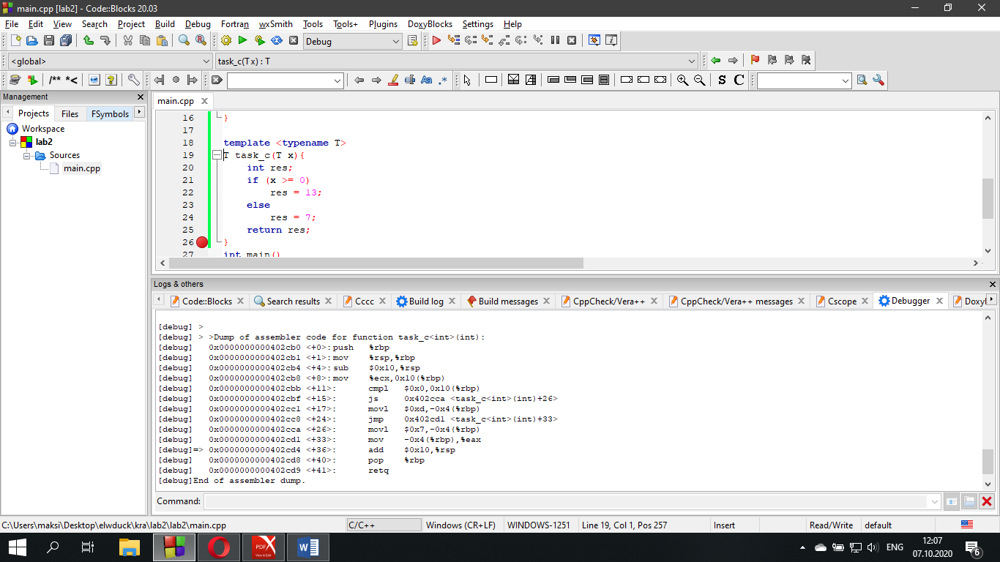 main.cpp [lab2] - Code::Blocks 20.03
File Edit View Search Project Build Debug Fortran wxSmith Tools Tools+ Plugins DoxyBlocks Settings Help
Debug
<global> task_c(T x) : T
/** *< Aa .* S C
Management
Projects Files FSymbols
Workspace
lab2
Sources
main.cpp
main.cpp
16 }
17
18 template <typename T>
19 T task_c(T x){
20 int res;
21 if (x >= 0)
22 res = 13;
23 else
24 res = 7;
25 return res;
26 }
27 int main()
Logs & others
Code::Blocks Search results Cccc Build log Build messages CppCheck/Vera++ CppCheck/Vera++ messages Cscope Debugger
[debug] >
[debug] > >Dump of assembler code for function task_c<int>(int):
[debug] 0x0000000000402cb0 <+0>: push %rbp
[debug] 0x0000000000402cb1 <+1>: mov %rsp,%rbp
[debug] 0x0000000000402cb4 <+4>: sub $0x10,%rsp
[debug] 0x0000000000402cb8 <+8>: mov %ecx,0x10(%rbp)
[debug] 0x0000000000402cbb <+11>: cmpl $0x0,0x10(%rbp)
[debug] 0x0000000000402cbf <+15>: js 0x402cca <task_c<int>(int)+26>
[debug] 0x0000000000402cc1 <+17>: movl $0xd,-0x4(%rbp)
[debug] 0x0000000000402cc8 <+24>: jmp 0x402cd1 <task_c<int>(int)+33>
[debug] 0x0000000000402cca <+26>: movl $0x7,-0x4(%rbp)
[debug] 0x0000000000402cd1 <+33>: mov -0x4(%rbp),%eax
[debug]=> 0x0000000000402cd4 <+36>: add $0x10,%rsp
[debug] 0x0000000000402cd8 <+40>: pop %rbp
[debug] 0x0000000000402cd9 <+41>: retq
[debug]End of assembler dump.
Command:
C:\Users\maksi\Desktop\elwduck\kra\lab2\lab2\main.cpp C/C++ Windows (CR+LF) WINDOWS-1251 Line 19, Col 1, Pos 257 Insert Read/Write default
PDF X View & Edit W ENG 12:07
07.10.2020 6